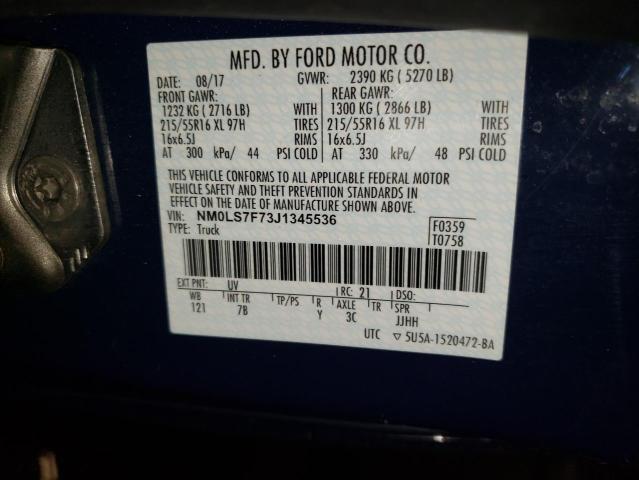 MFD. BY FORD MOTOR CO.
DATE: 08/17 GVWR: 2390 KG ( 5270 LB)
FRONT GAWR: REAR GAWR:
1232 KG ( 2716 LB) WITH 1300 KG ( 2866 LB) WITH
215/55R16 XL 97H TIRES 215/55R16 XL 97H TIRES
16x6.5J RIMS 16x6.5J RIMS
AT 300 kPa/ 44 PSI COLD AT 330 kPa/ 48 PSI COLD
THIS VEHICLE CONFORMS TO ALL APPLICABLE FEDERAL MOTOR
VEHICLE SAFETY AND THEFT PREVENTION STANDARDS IN
EFFECT ON THE DATE OF MANUFACTURE SHOWN ABOVE.
VIN: NM0LS7F73J1345536 F0359
TYPE: Truck T0758
EXT PNT: UV RC: 21 DSO:
WB INT TR TP/PS R AXLE TR SPR
121 7B Y 3C JJHH
UTC ▽ 5U5A-1520472-BA